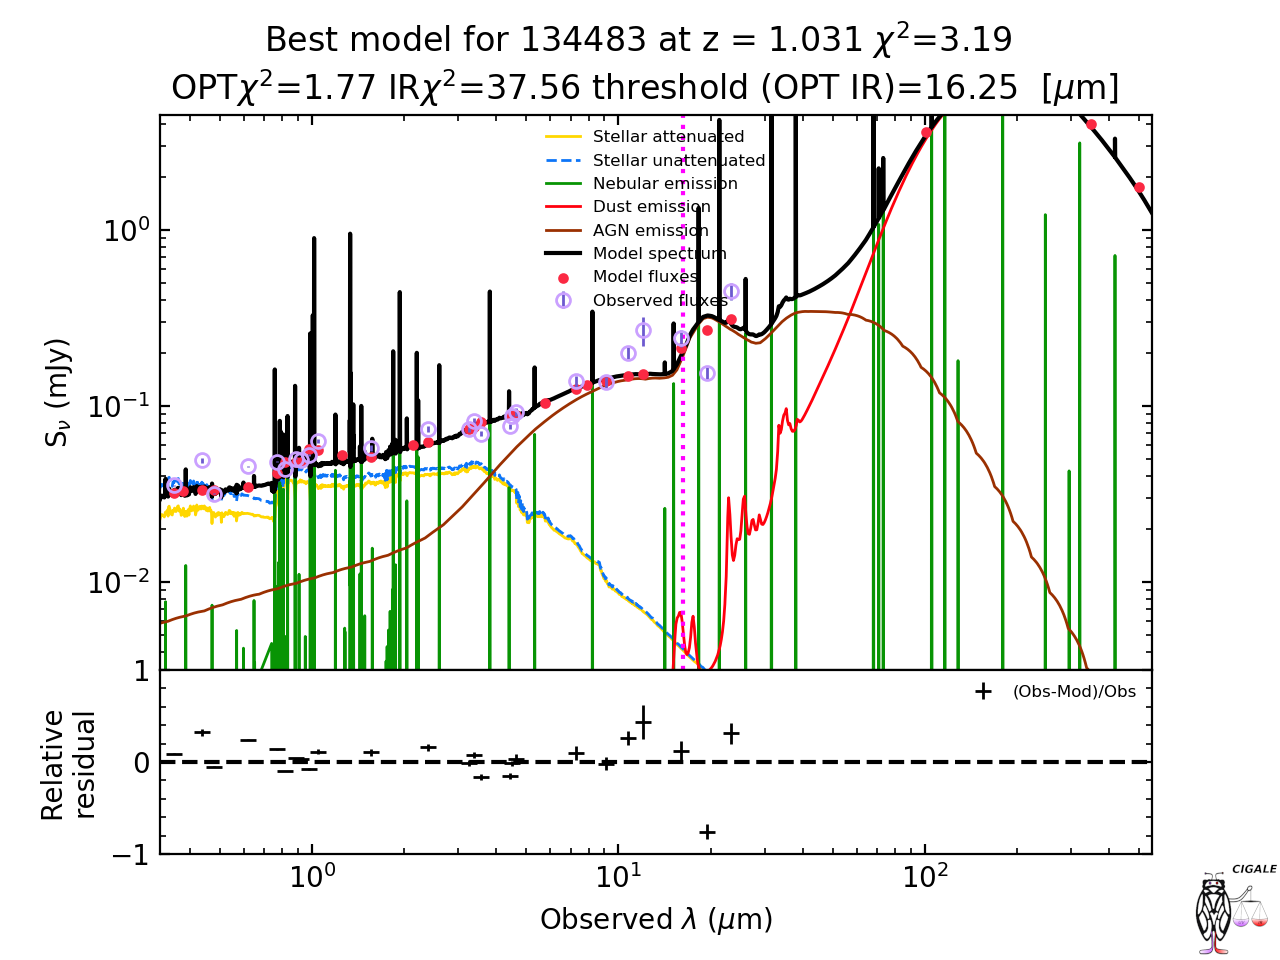 Best model for 134483 at z = 1.031 χ²=3.19
OPTχ²=1.77 IRχ²=37.56 threshold (OPT IR)=16.25 [μm]
Stellar attenuated
Stellar unattenuated
Nebular emission
Dust emission
AGN emission
Model spectrum
Model fluxes
Observed fluxes
S_ν (mJy)
10⁰
10⁻¹
10⁻²
1
0
−1
Relative
residual
(Obs-Mod)/Obs
10⁰ 10¹ 10²
Observed λ (μm)
CIGALE